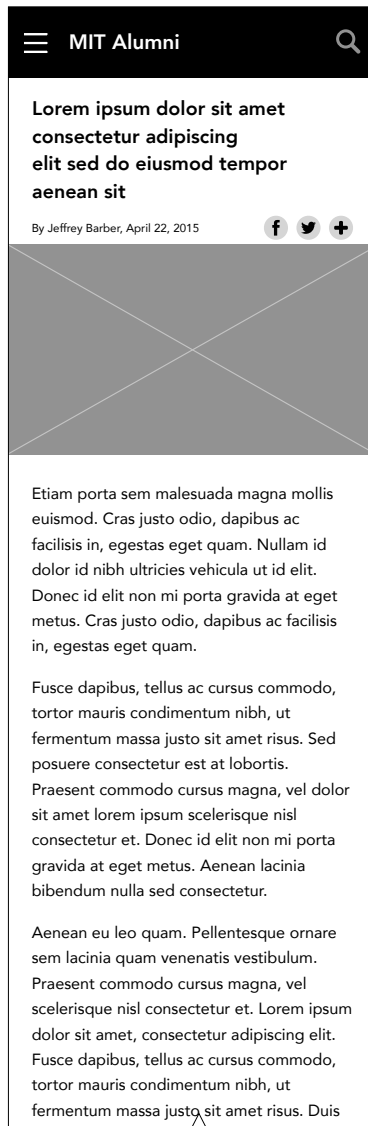 MIT Alumni
Lorem ipsum dolor sit amet
consectetur adipiscing
elit sed do eiusmod tempor
aenean sit
By Jeffrey Barber, April 22, 2015
Etiam porta sem malesuada magna mollis
euismod. Cras justo odio, dapibus ac
facilisis in, egestas eget quam. Nullam id
dolor id nibh ultricies vehicula ut id elit.
Donec id elit non mi porta gravida at eget
metus. Cras justo odio, dapibus ac facilisis
in, egestas eget quam.
Fusce dapibus, tellus ac cursus commodo,
tortor mauris condimentum nibh, ut
fermentum massa justo sit amet risus. Sed
posuere consectetur est at lobortis.
Praesent commodo cursus magna, vel dolor
sit amet lorem ipsum scelerisque nisl
consectetur et. Donec id elit non mi porta
gravida at eget metus. Aenean lacinia
bibendum nulla sed consectetur.
Aenean eu leo quam. Pellentesque ornare
sem lacinia quam venenatis vestibulum.
Praesent commodo cursus magna, vel
scelerisque nisl consectetur et. Lorem ipsum
dolor sit amet, consectetur adipiscing elit.
Fusce dapibus, tellus ac cursus commodo,
tortor mauris condimentum nibh, ut
fermentum massa justo sit amet risus. Duis